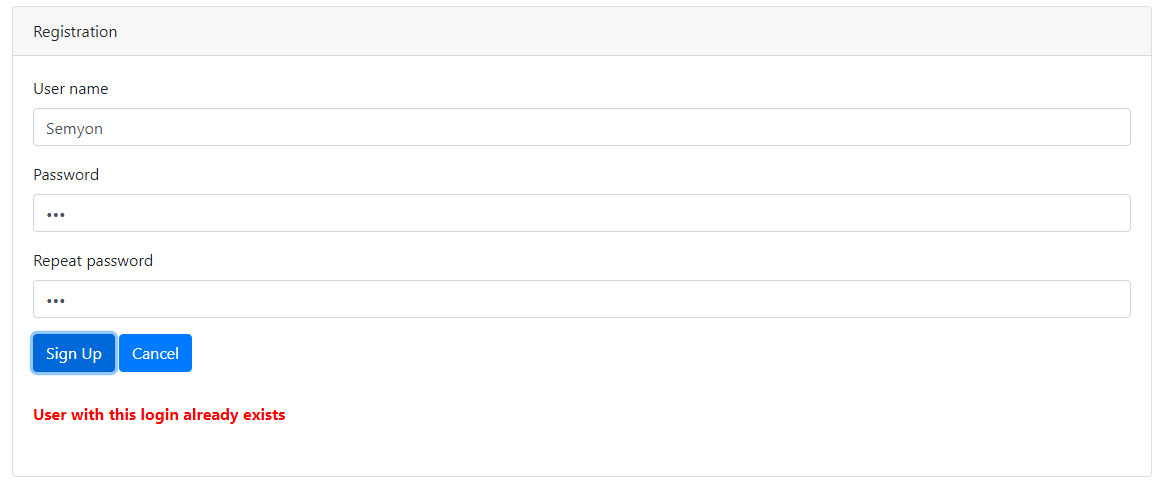 Registration
User name
Semyon
Password
•••
Repeat password
•••
Sign Up Cancel
User with this login already exists